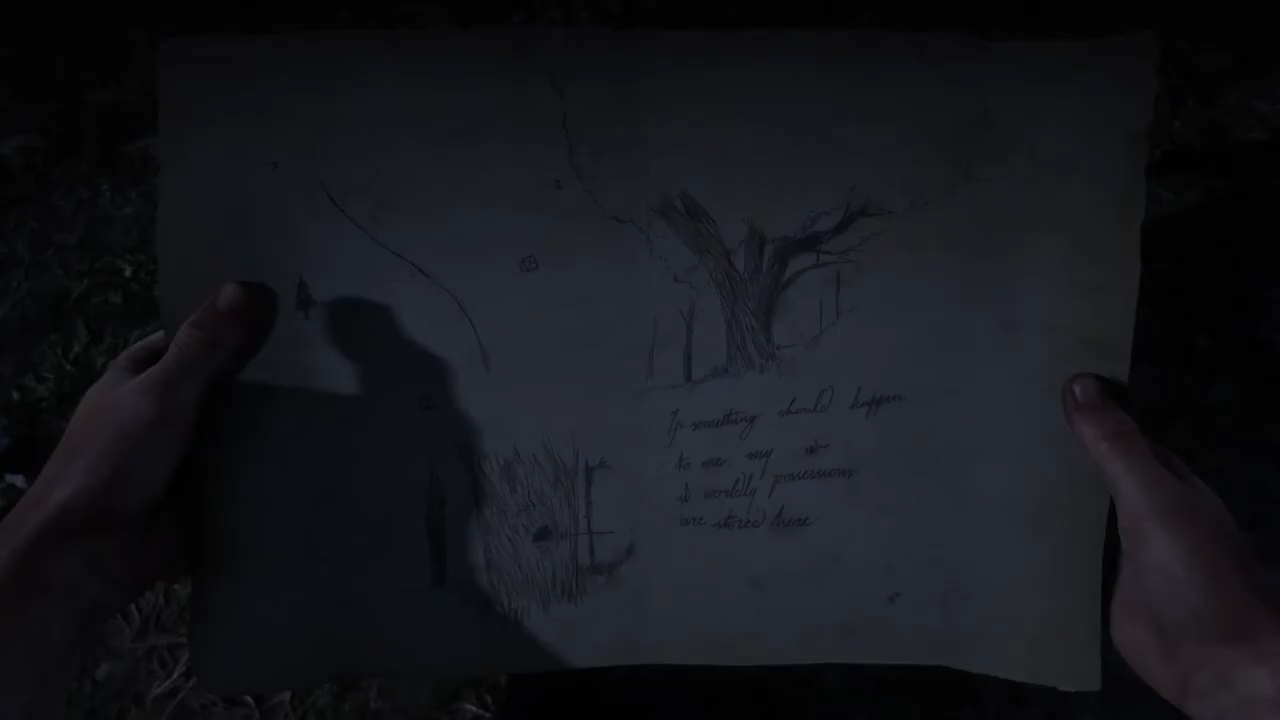 If something should happen
to me my
worldly possessions
are stored here